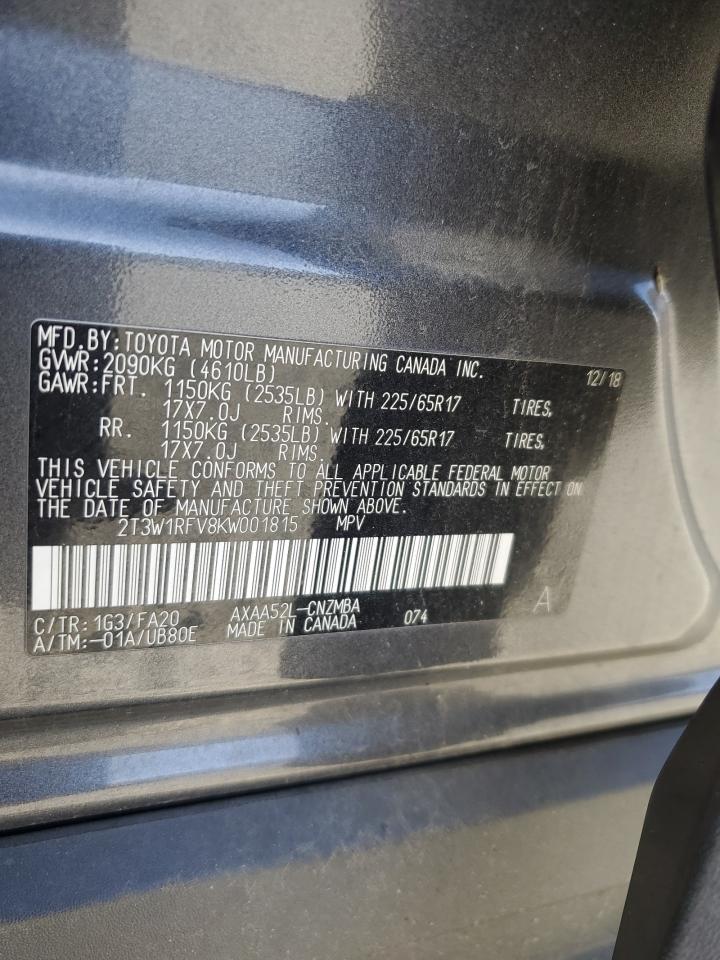 MFD.BY:TOYOTA MOTOR MANUFACTURING CANADA INC.
GVWR:2090KG (4610LB) 12/18
GAWR:FRT. 1150KG (2535LB) WITH 225/65R17 TIRES,
17X7.0J RIMS.
RR. 1150KG (2535LB) WITH 225/65R17 TIRES,
17X7.0J RIMS.
THIS VEHICLE CONFORMS TO ALL APPLICABLE FEDERAL MOTOR
VEHICLE SAFETY AND THEFT PREVENTION STANDARDS IN EFFECT ON
THE DATE OF MANUFACTURE SHOWN ABOVE.
2T3W1RFV8KW001815 MPV
C/TR:1G3/FA20 AXAA52L-CNZMBA 074 A
A/TM:-01A/UB80E MADE IN CANADA